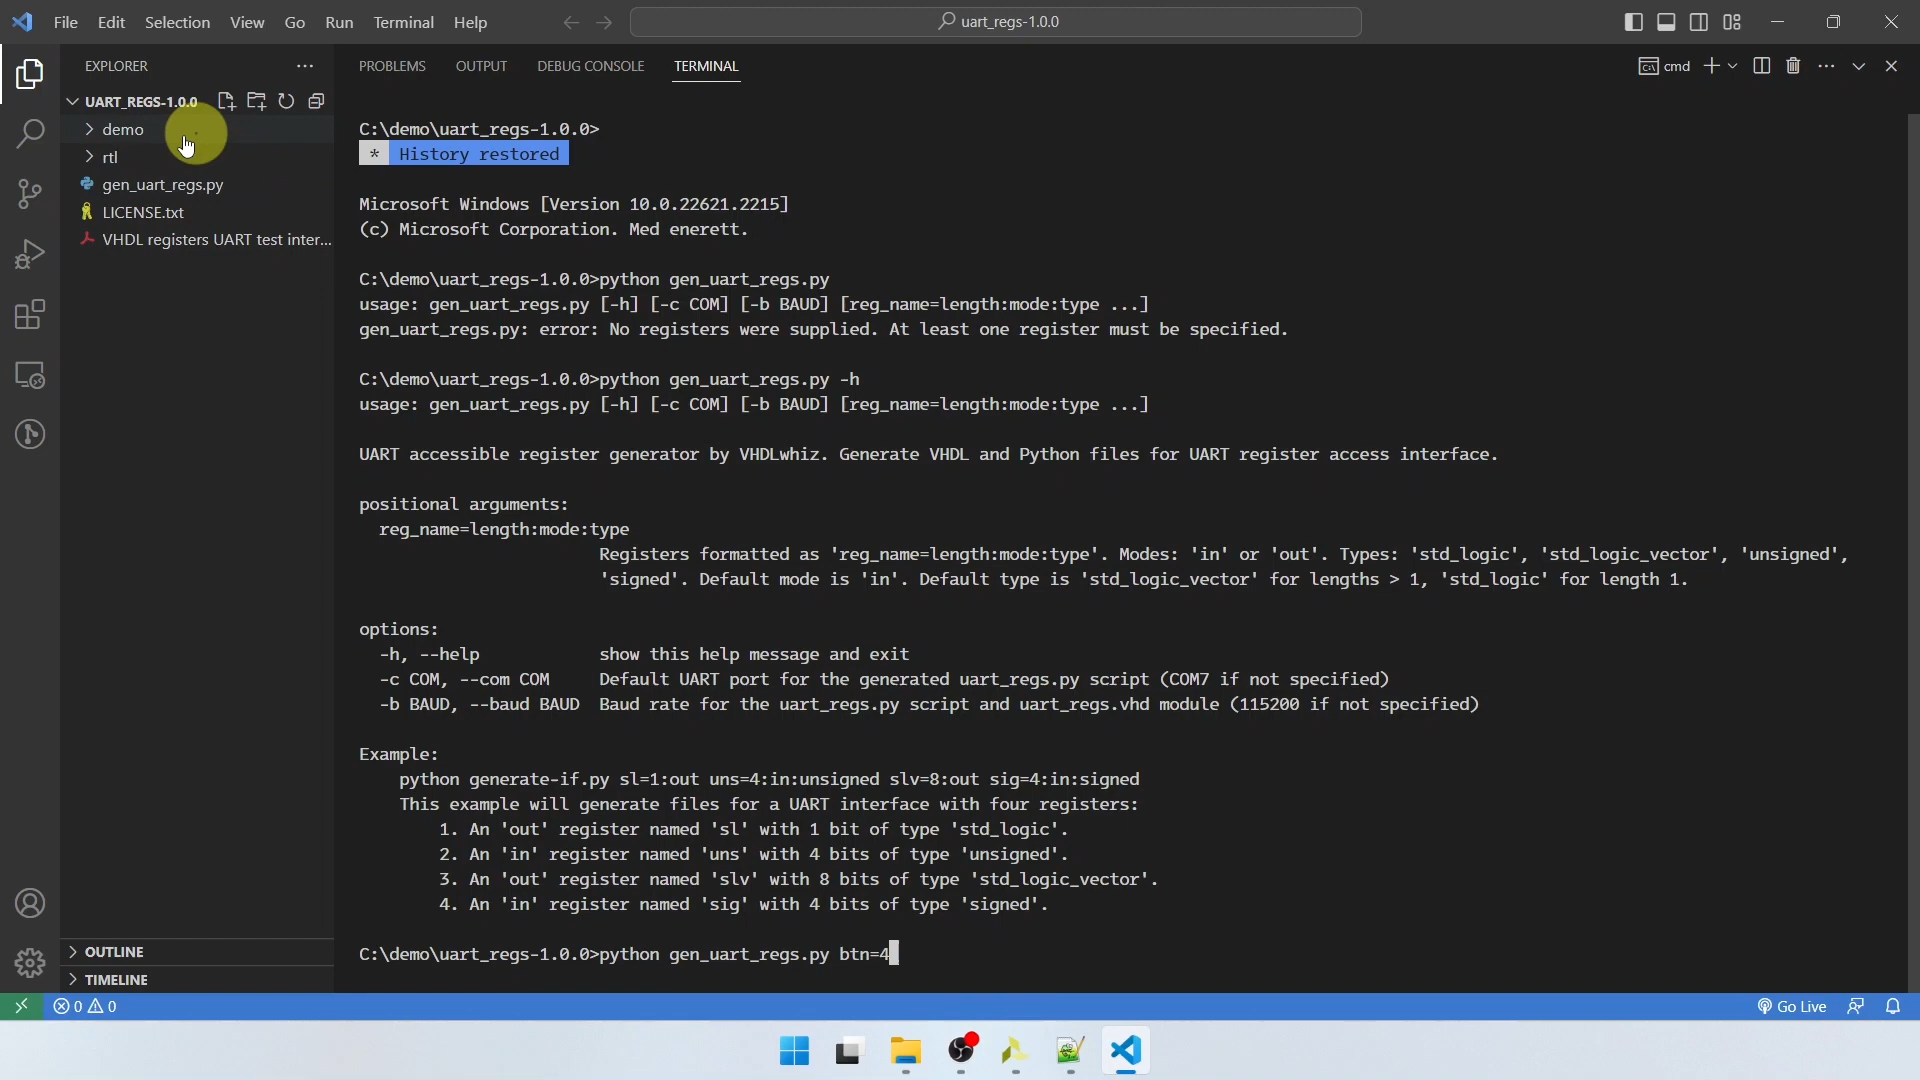 File Edit Selection View Go Run Terminal Help
uart_regs-1.0.0
EXPLORER
UART_REGS-1.0.0
demo
rtl
gen_uart_regs.py
LICENSE.txt
VHDL registers UART test inter...
OUTLINE
TIMELINE
PROBLEMS OUTPUT DEBUG CONSOLE TERMINAL
cmd
C:\demo\uart_regs-1.0.0>
* History restored
Microsoft Windows [Version 10.0.22621.2215]
(c) Microsoft Corporation. Med enerett.
C:\demo\uart_regs-1.0.0>python gen_uart_regs.py
usage: gen_uart_regs.py [-h] [-c COM] [-b BAUD] [reg_name=length:mode:type ...]
gen_uart_regs.py: error: No registers were supplied. At least one register must be specified.
C:\demo\uart_regs-1.0.0>python gen_uart_regs.py -h
usage: gen_uart_regs.py [-h] [-c COM] [-b BAUD] [reg_name=length:mode:type ...]
UART accessible register generator by VHDLwhiz. Generate VHDL and Python files for UART register access interface.
positional arguments:
reg_name=length:mode:type
Registers formatted as 'reg_name=length:mode:type'. Modes: 'in' or 'out'. Types: 'std_logic', 'std_logic_vector', 'unsigned',
'signed'. Default mode is 'in'. Default type is 'std_logic_vector' for lengths > 1, 'std_logic' for length 1.
options:
-h, --help show this help message and exit
-c COM, --com COM Default UART port for the generated uart_regs.py script (COM7 if not specified)
-b BAUD, --baud BAUD Baud rate for the uart_regs.py script and uart_regs.vhd module (115200 if not specified)
Example:
python generate-if.py sl=1:out uns=4:in:unsigned slv=8:out sig=4:in:signed
This example will generate files for a UART interface with four registers:
1. An 'out' register named 'sl' with 1 bit of type 'std_logic'.
2. An 'in' register named 'uns' with 4 bits of type 'unsigned'.
3. An 'out' register named 'slv' with 8 bits of type 'std_logic_vector'.
4. An 'in' register named 'sig' with 4 bits of type 'signed'.
C:\demo\uart_regs-1.0.0>python gen_uart_regs.py btn=4
0 0
Go Live